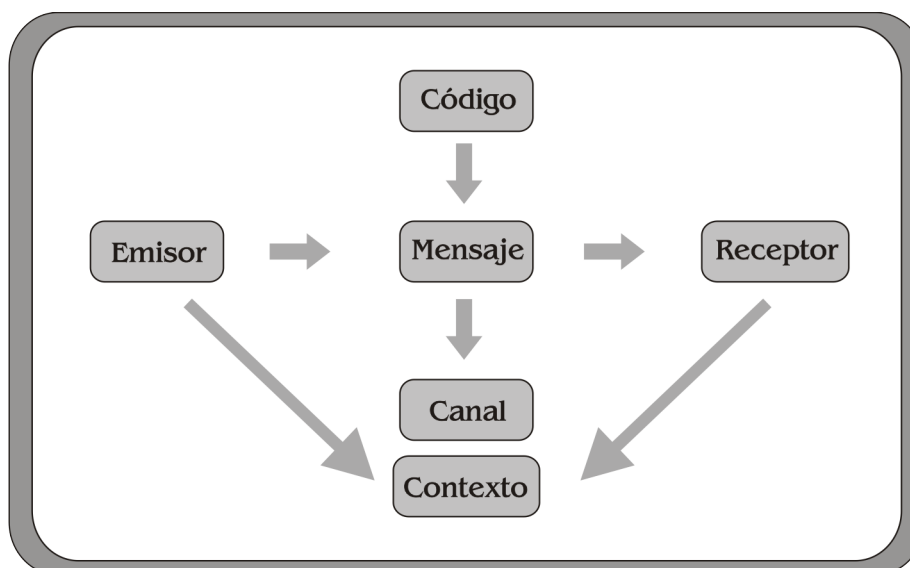 Código
Emisor
Mensaje
Receptor
Canal
Contexto